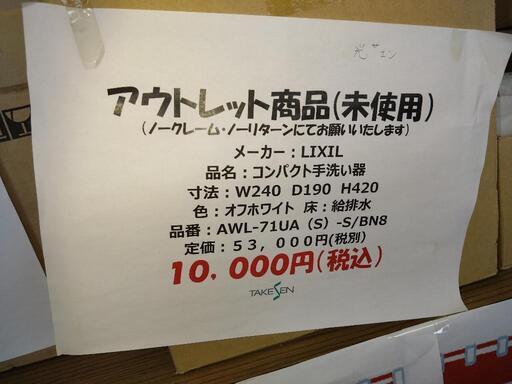 アウトレット商品(未使用)
(ノークレーム・ノーリターンにてお願いいたします)
メーカー：LIXIL
品名：コンパクト手洗い器
寸法：W240 D190 H420
色：オフホワイト 床：給排水
品番：AWL-71UA（S）-S/BN8
定価：５３，０００円(税別)
10,000円(税込)
TAKESEN